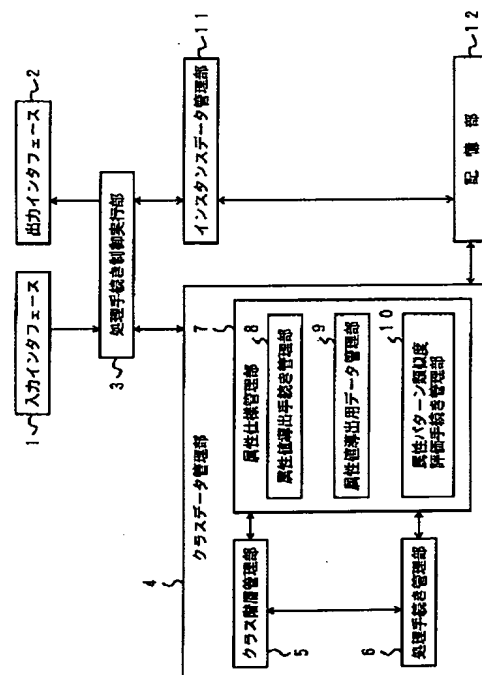 1
入力インタフェース
出力インタフェース
2
処理手続き制御実行部
3
4
クラスデータ管理部
インスタンスデータ管理部
11
7
属性仕様管理部
8
属性値導出手続き管理部
9
属性値導出用データ管理部
10
属性パターン類似度
評価手続き管理部
クラス階層管理部
5
処理手続き管理部
6
記憶部
12